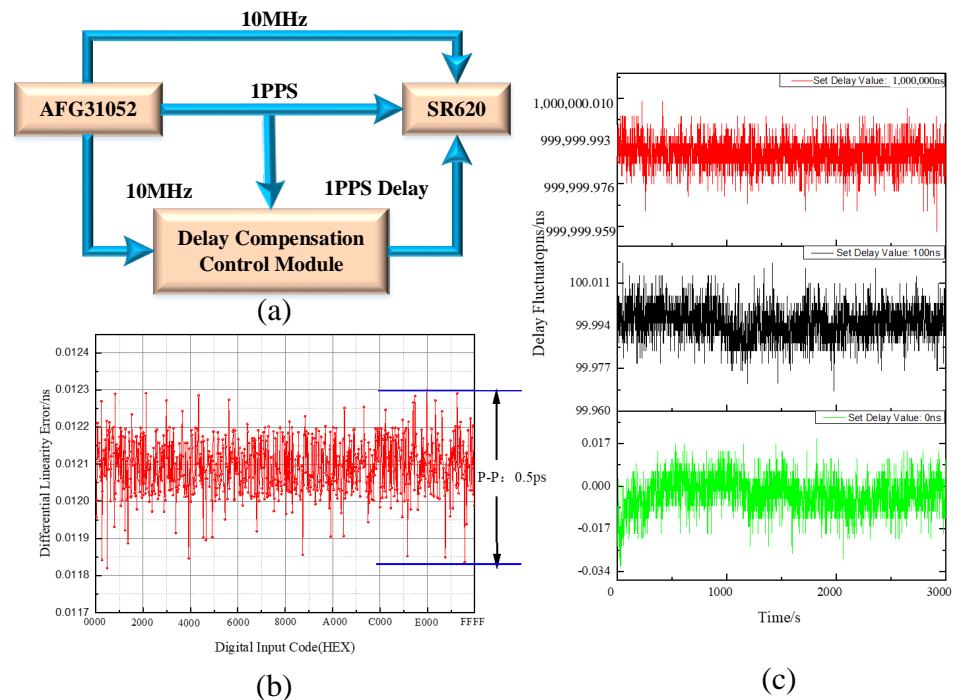 10MHz
AFG31052
1PPS
SR620
10MHz
1PPS Delay
Delay Compensation
Control Module
(a)
Differential Linearity Error/ns
0.0124
0.0123
0.0122
0.0121
0.0120
0.0119
0.0118
0.0117
P-P： 0.5ps
0000 2000 4000 6000 8000 A000 C000 E000 FFFF
Digital Input Code(HEX)
(b)
Delay Fluctuatopns/ns
Set Delay Value: 1,000,000ns
1,000,000.010
999,999.993
999,999.976
999,999.959
Set Delay Value: 100ns
100.011
99.994
99.977
99.960
Set Delay Value: 0ns
0.017
0.000
-0.017
-0.034
0 1000 2000 3000
Time/s
(c)